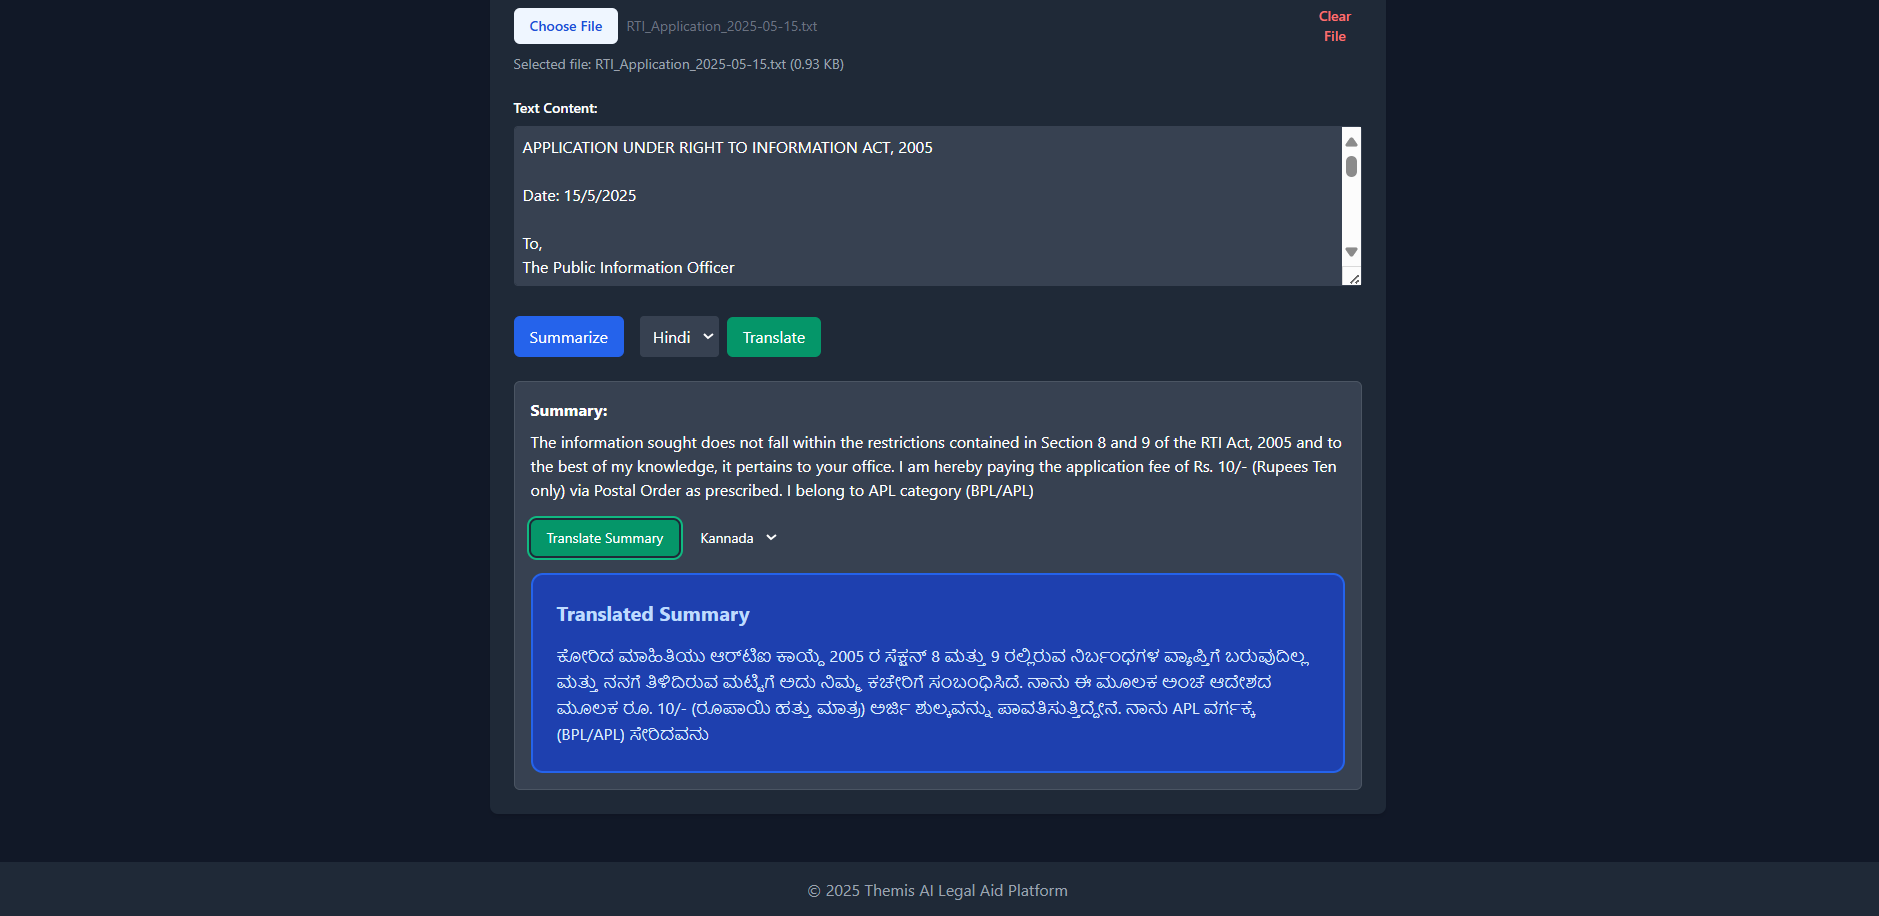 Choose File RTI_Application_2025-05-15.txt
Clear
File
Selected file: RTI_Application_2025-05-15.txt (0.93 KB)
Text Content:
APPLICATION UNDER RIGHT TO INFORMATION ACT, 2005
Date: 15/5/2025
To,
The Public Information Officer
Summarize Hindi Translate
Summary:
The information sought does not fall within the restrictions contained in Section 8 and 9 of the RTI Act, 2005 and to
the best of my knowledge, it pertains to your office. I am hereby paying the application fee of Rs. 10/- (Rupees Ten
only) via Postal Order as prescribed. I belong to APL category (BPL/APL)
Translate Summary Kannada
Translated Summary
ಕೋರಿದ ಮಾಹಿತಿಯು ಆರ್‌ಟಿಐ ಕಾಯ್ದೆ 2005 ರ ಸೆಕ್ಷನ್ 8 ಮತ್ತು 9 ರಲ್ಲಿರುವ ನಿರ್ಬಂಧಗಳ ವ್ಯಾಪ್ತಿಗೆ ಬರುವುದಿಲ್ಲ
ಮತ್ತು ನನಗೆ ತಿಳಿದಿರುವ ಮಟ್ಟಿಗೆ ಅದು ನಿಮ್ಮ ಕಚೇರಿಗೆ ಸಂಬಂಧಿಸಿದೆ. ನಾನು ಈ ಮೂಲಕ ಅಂಚೆ ಆದೇಶದ
ಮೂಲಕ ರೂ. 10/- (ರೂಪಾಯಿ ಹತ್ತು ಮಾತ್ರ) ಅರ್ಜಿ ಶುಲ್ಕವನ್ನು ಪಾವತಿಸುತ್ತಿದ್ದೇನೆ. ನಾನು APL ವರ್ಗಕ್ಕೆ
(BPL/APL) ಸೇರಿದವನು
© 2025 Themis AI Legal Aid Platform